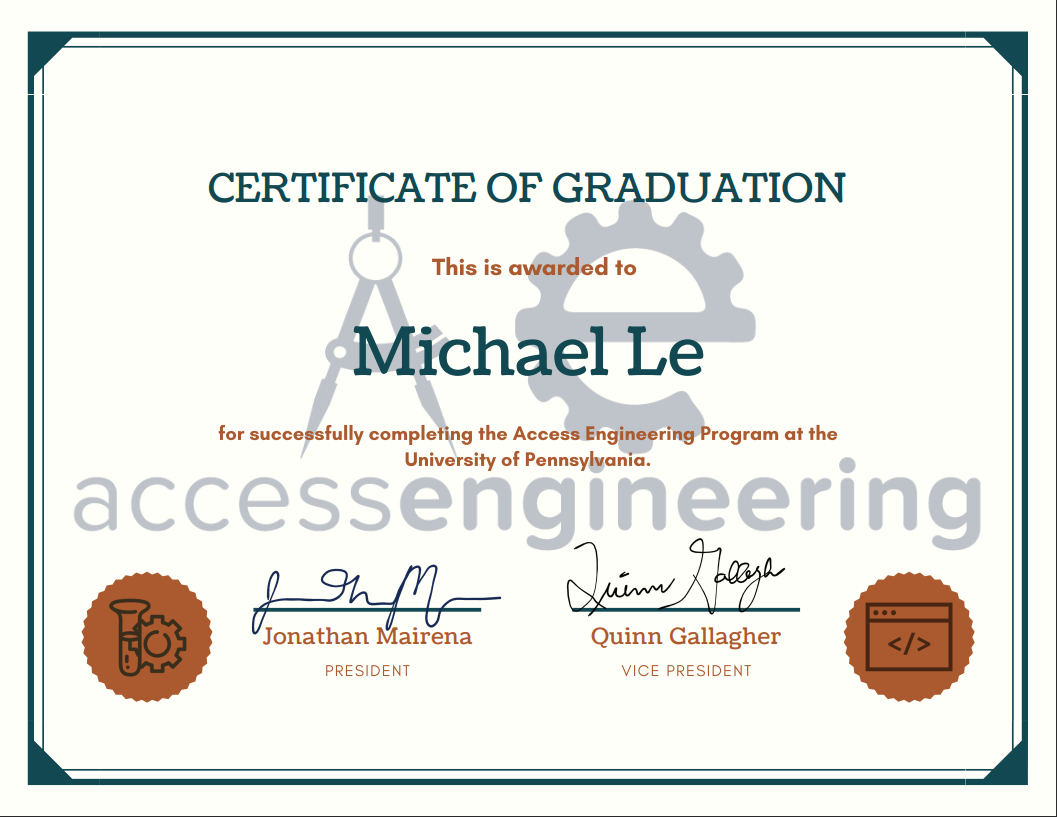 CERTIFICATE OF GRADUATION
This is awarded to
Michael Le
for successfully completing the Access Engineering Program at the
University of Pennsylvania.
accessengineering
Quinn Gallagh
Jonathan Mairena
Quinn Gallagher
PRESIDENT
VICE PRESIDENT
</>